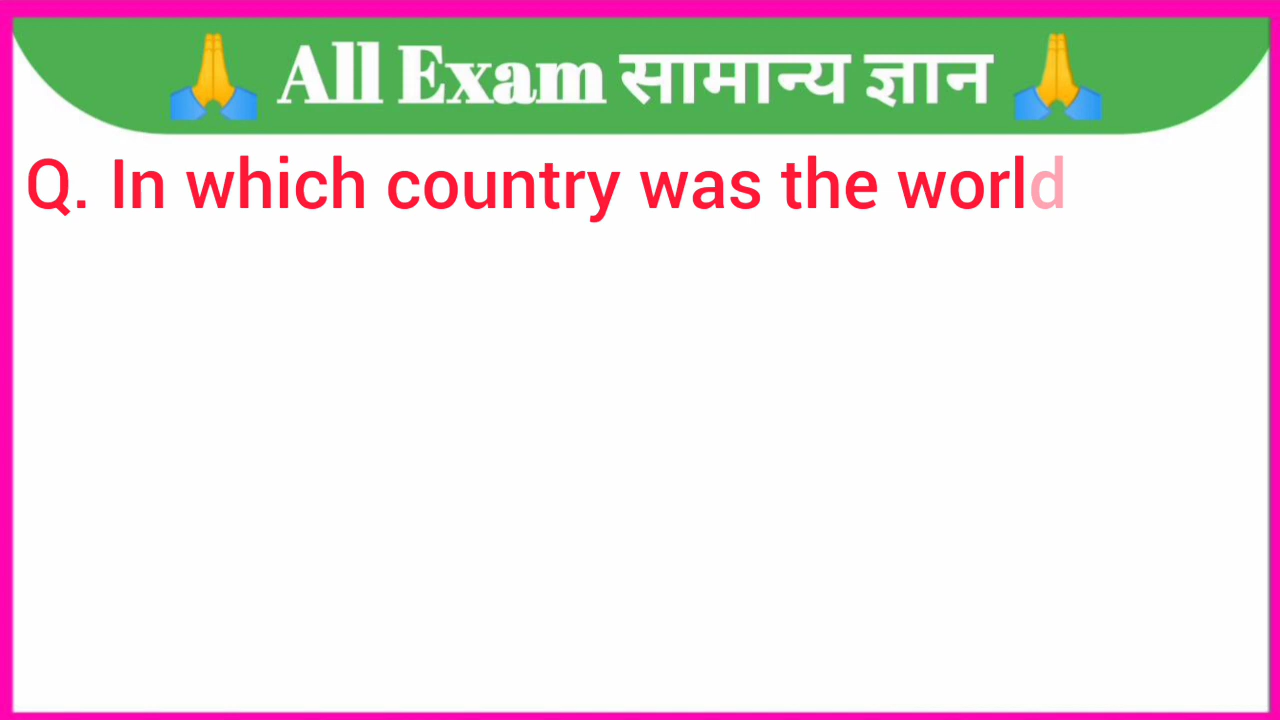 🙏 All Exam सामान्य ज्ञान 🙏
Q. In which country was the world